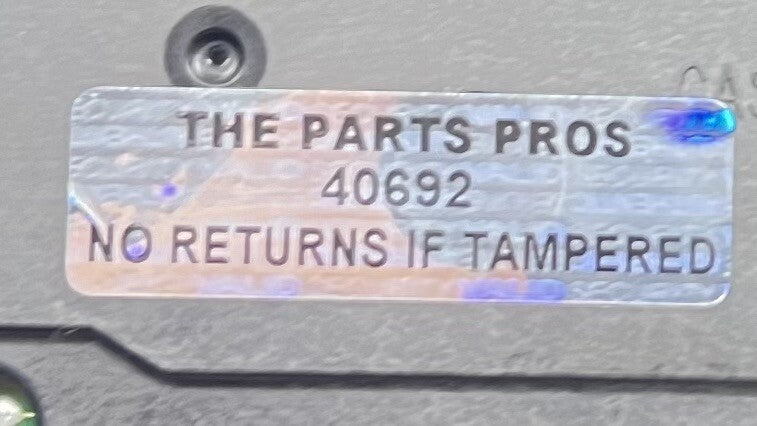 THE PARTS PROS
40692
NO RETURNS IF TAMPERED